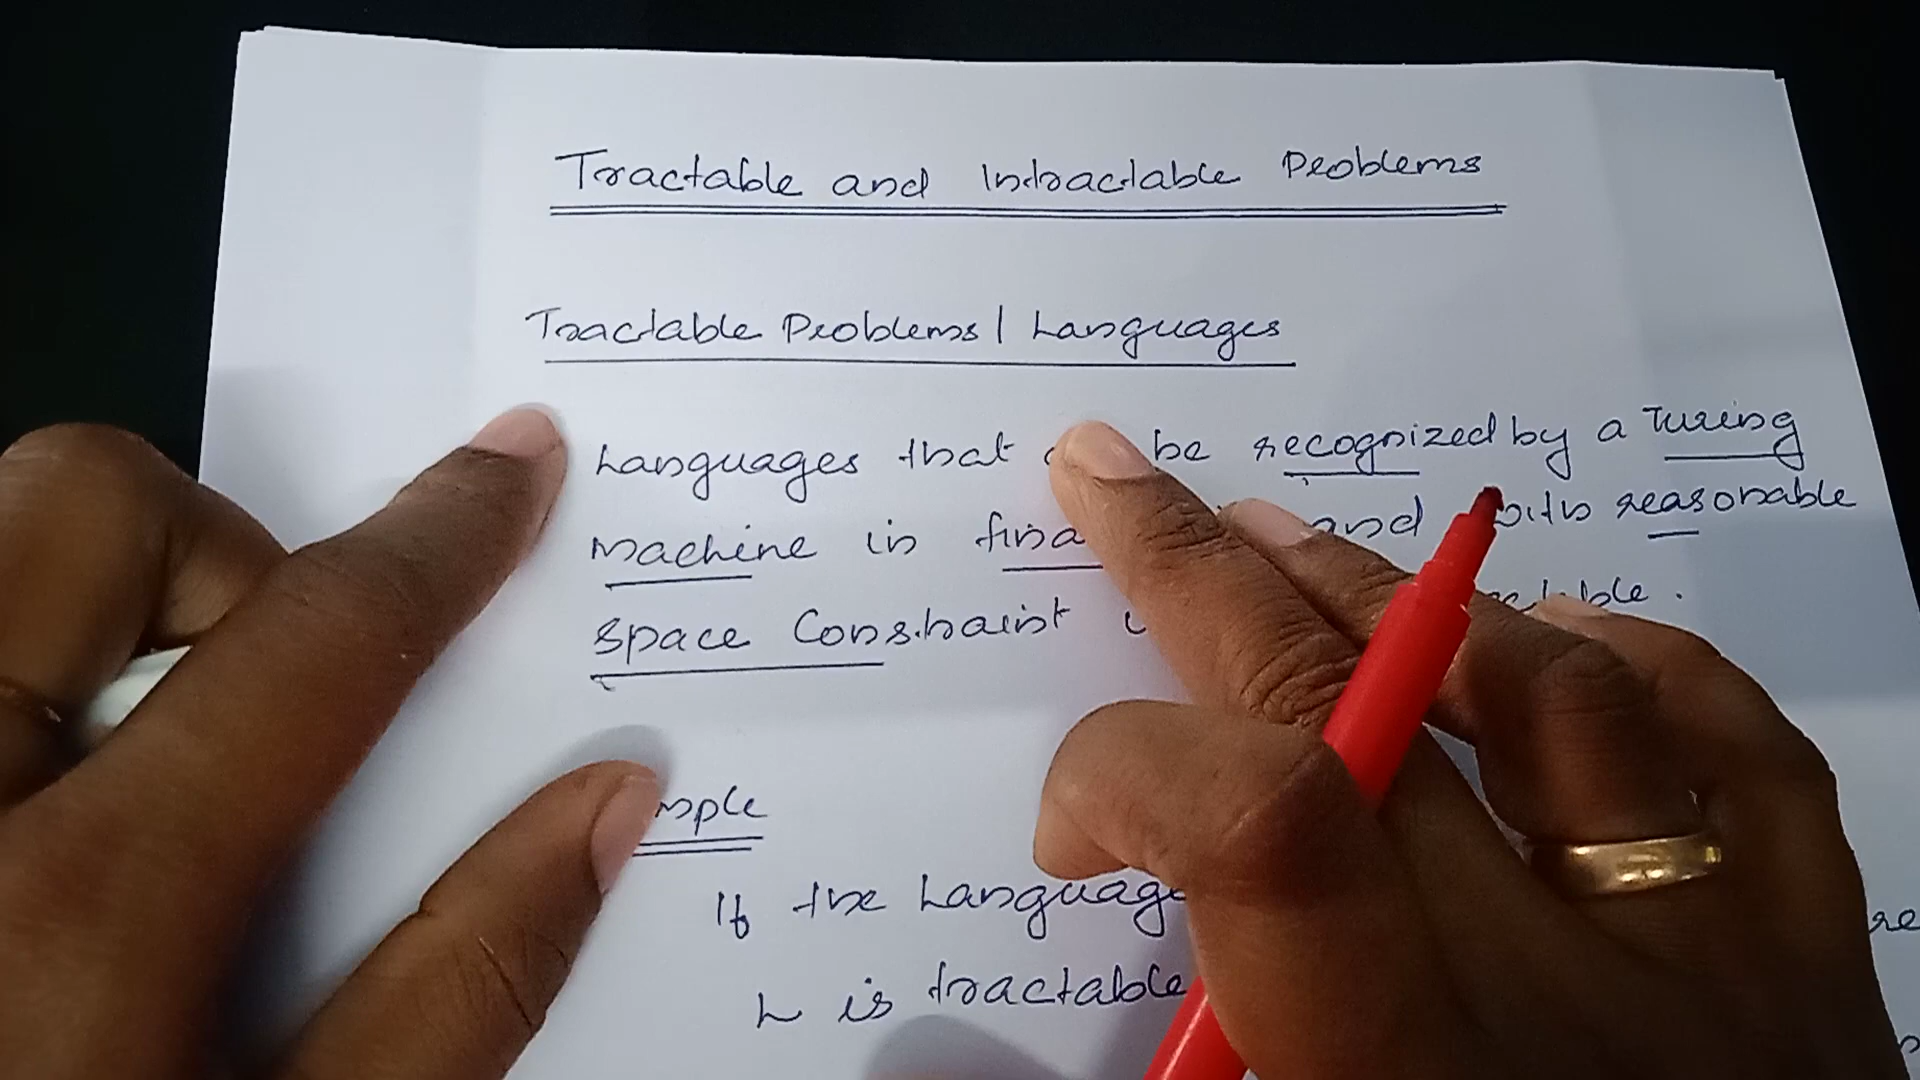 Tractable and Intractable Problems
Tractable Problems / Languages
Languages that be recognized by a Turing
machine in and with reasonable
space Constraint
If the Language
L is tractable